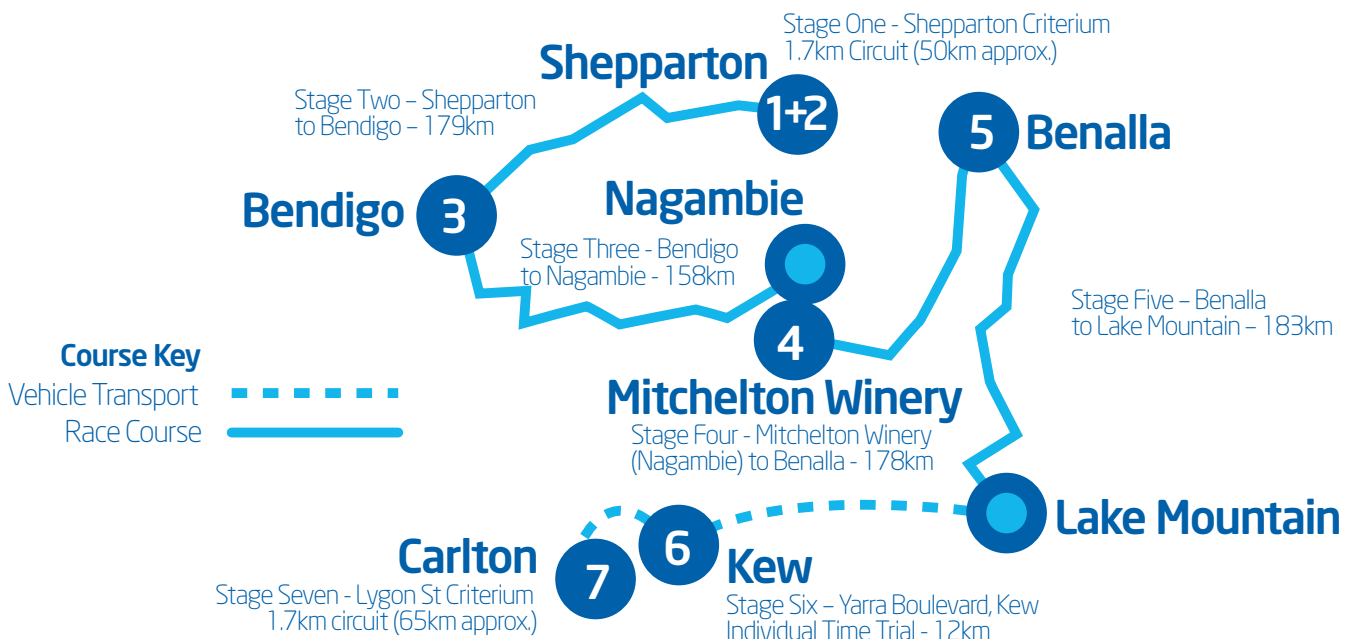 Stage One - Shepparton Criterium
1.7km Circuit (50km approx.)
Shepparton
1+2
Stage Two – Shepparton
to Bendigo – 179km
5
Benalla
Bendigo
3
Nagambie
Stage Three - Bendigo
to Nagambie - 158km
Stage Five – Benalla
to Lake Mountain – 183km
4
Mitchelton Winery
Stage Four - Mitchelton Winery
(Nagambie) to Benalla - 178km
Course Key
Vehicle Transport
Race Course
Lake Mountain
6
Kew
Stage Six – Yarra Boulevard, Kew
Individual Time Trial - 12km
Carlton
7
Stage Seven - Lygon St Criterium
1.7km circuit (65km approx.)